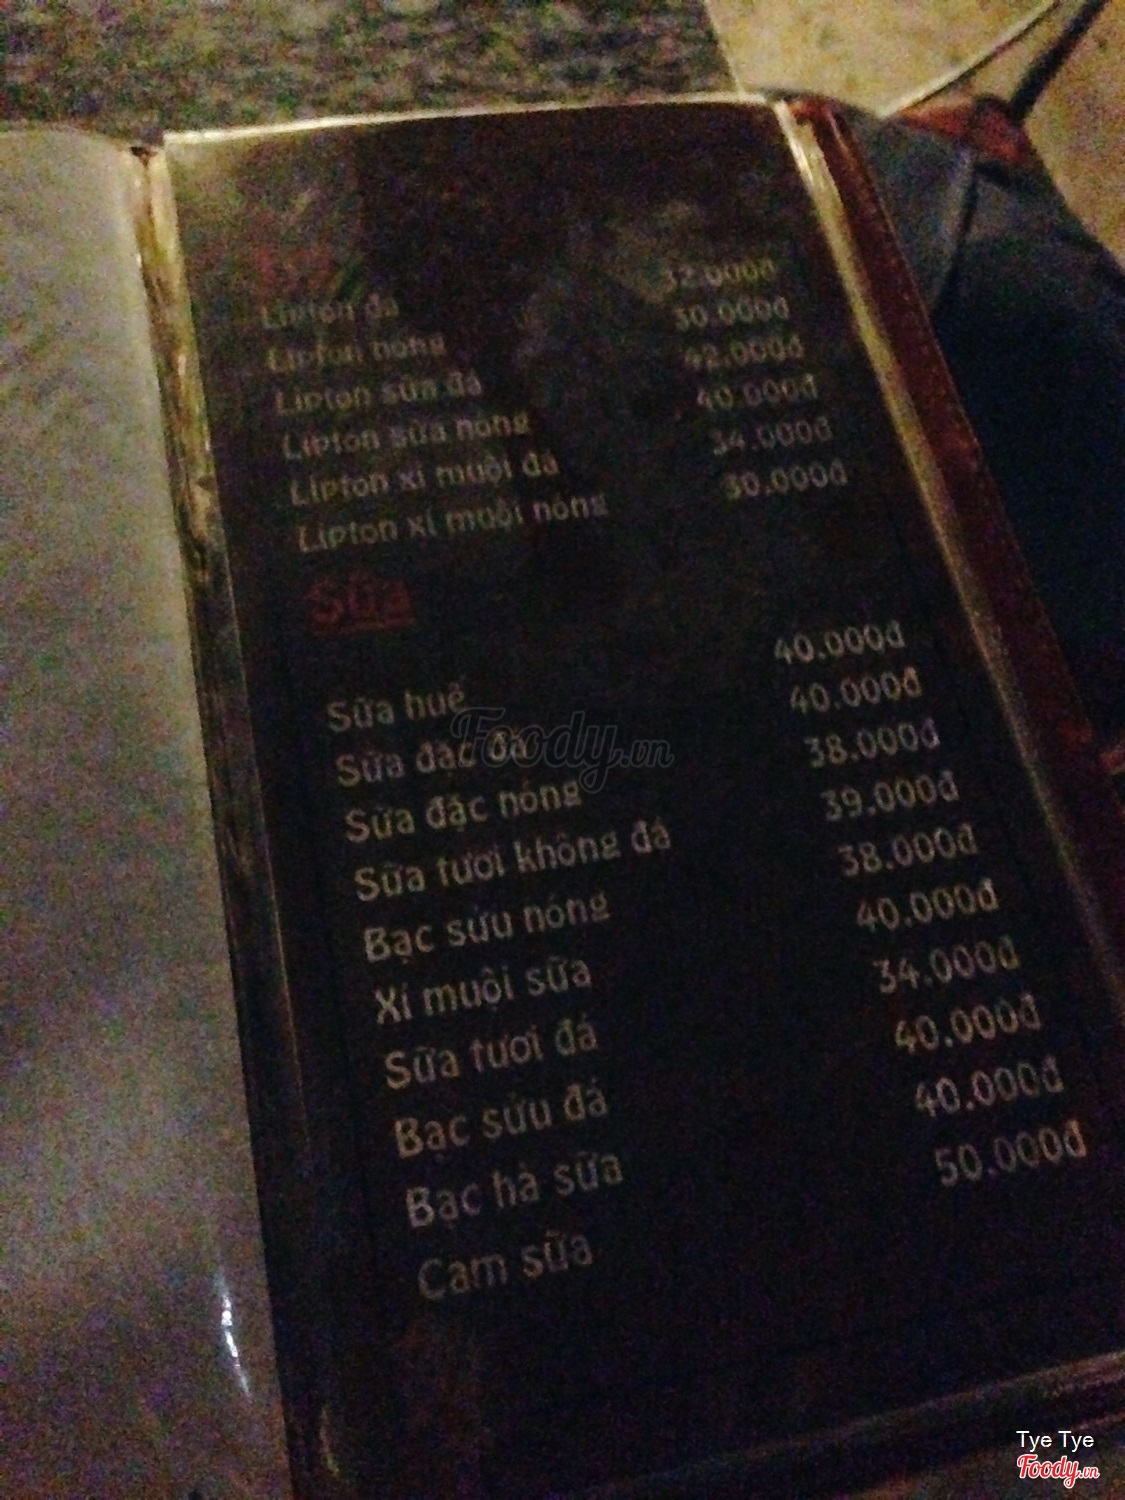 Lipton đá 32.000đ
Lipton nóng 30.000đ
Lipton sữa đá 42.000đ
Lipton sữa nóng 40.000đ
Lipton xí muội đá 34.000đ
Lipton xí muội nóng 30.000đ
Sữa
Sữa huế 40.000đ
Sữa đặc đá 40.000đ
Sữa đặc nóng 38.000đ
Sữa tươi không đá 39.000đ
Bạc sửu nóng 38.000đ
Xí muội sữa 40.000đ
Sữa tươi đá 34.000đ
Bạc sửu đá 40.000đ
Bạc hà sữa 40.000đ
Cam sữa 50.000đ
Foody.vn
Tye Tye
Foody.vn